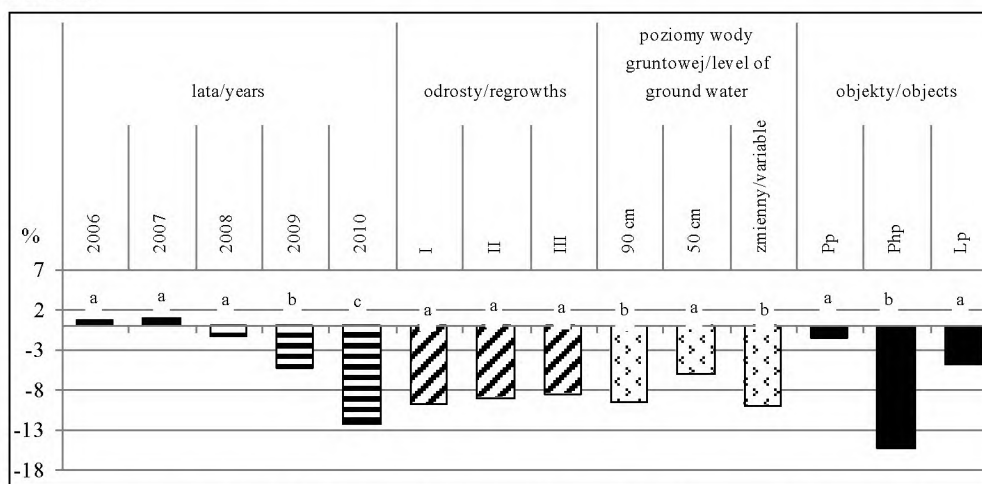 lata/years
odrosty/regrowths
poziomy wody
gruntowej/level of
ground water
objekty/objects
2006
2007
2008
2009
2010
I
II
III
90 cm
50 cm
zmienny/variable
Pp
Php
Lp
%
7
2
-3
-8
-13
-18
a
a
a
b
c
a
a
a
b
a
b
a
b
a